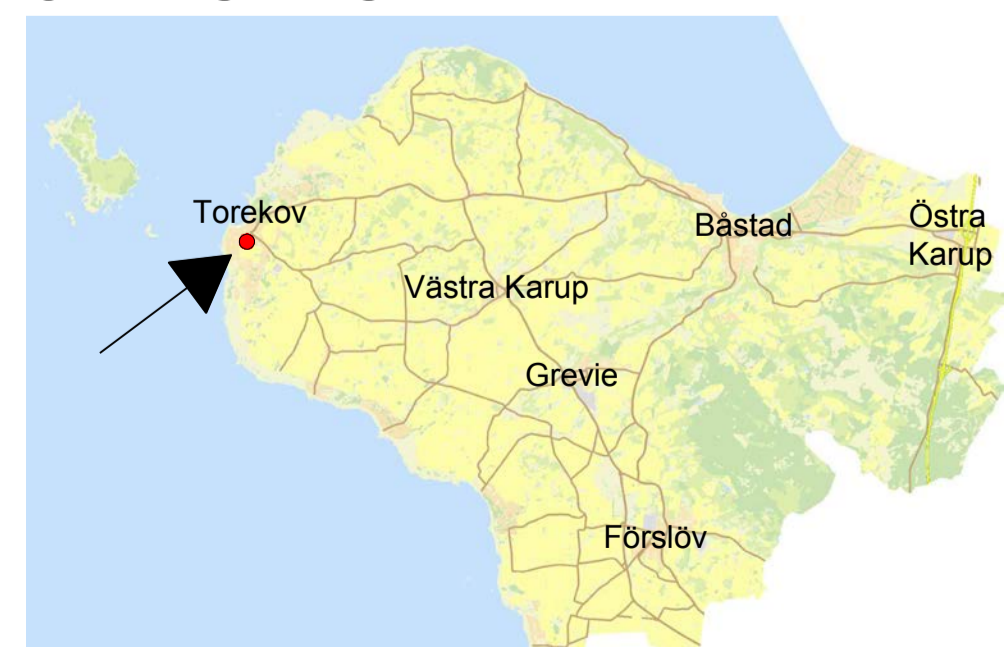 Torekov
Båstad
Östra
Karup
Västra Karup
Grevie
Förslöv